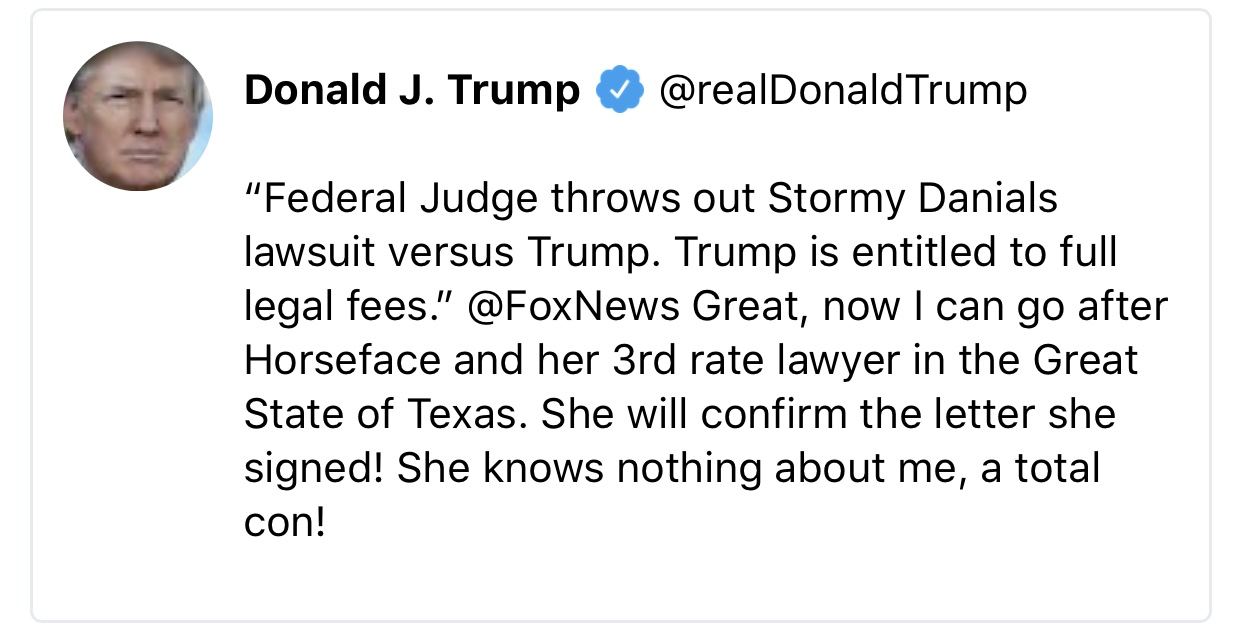 Donald J. Trump @realDonaldTrump
“Federal Judge throws out Stormy Danials
lawsuit versus Trump. Trump is entitled to full
legal fees.” @FoxNews Great, now I can go after
Horseface and her 3rd rate lawyer in the Great
State of Texas. She will confirm the letter she
signed! She knows nothing about me, a total
con!